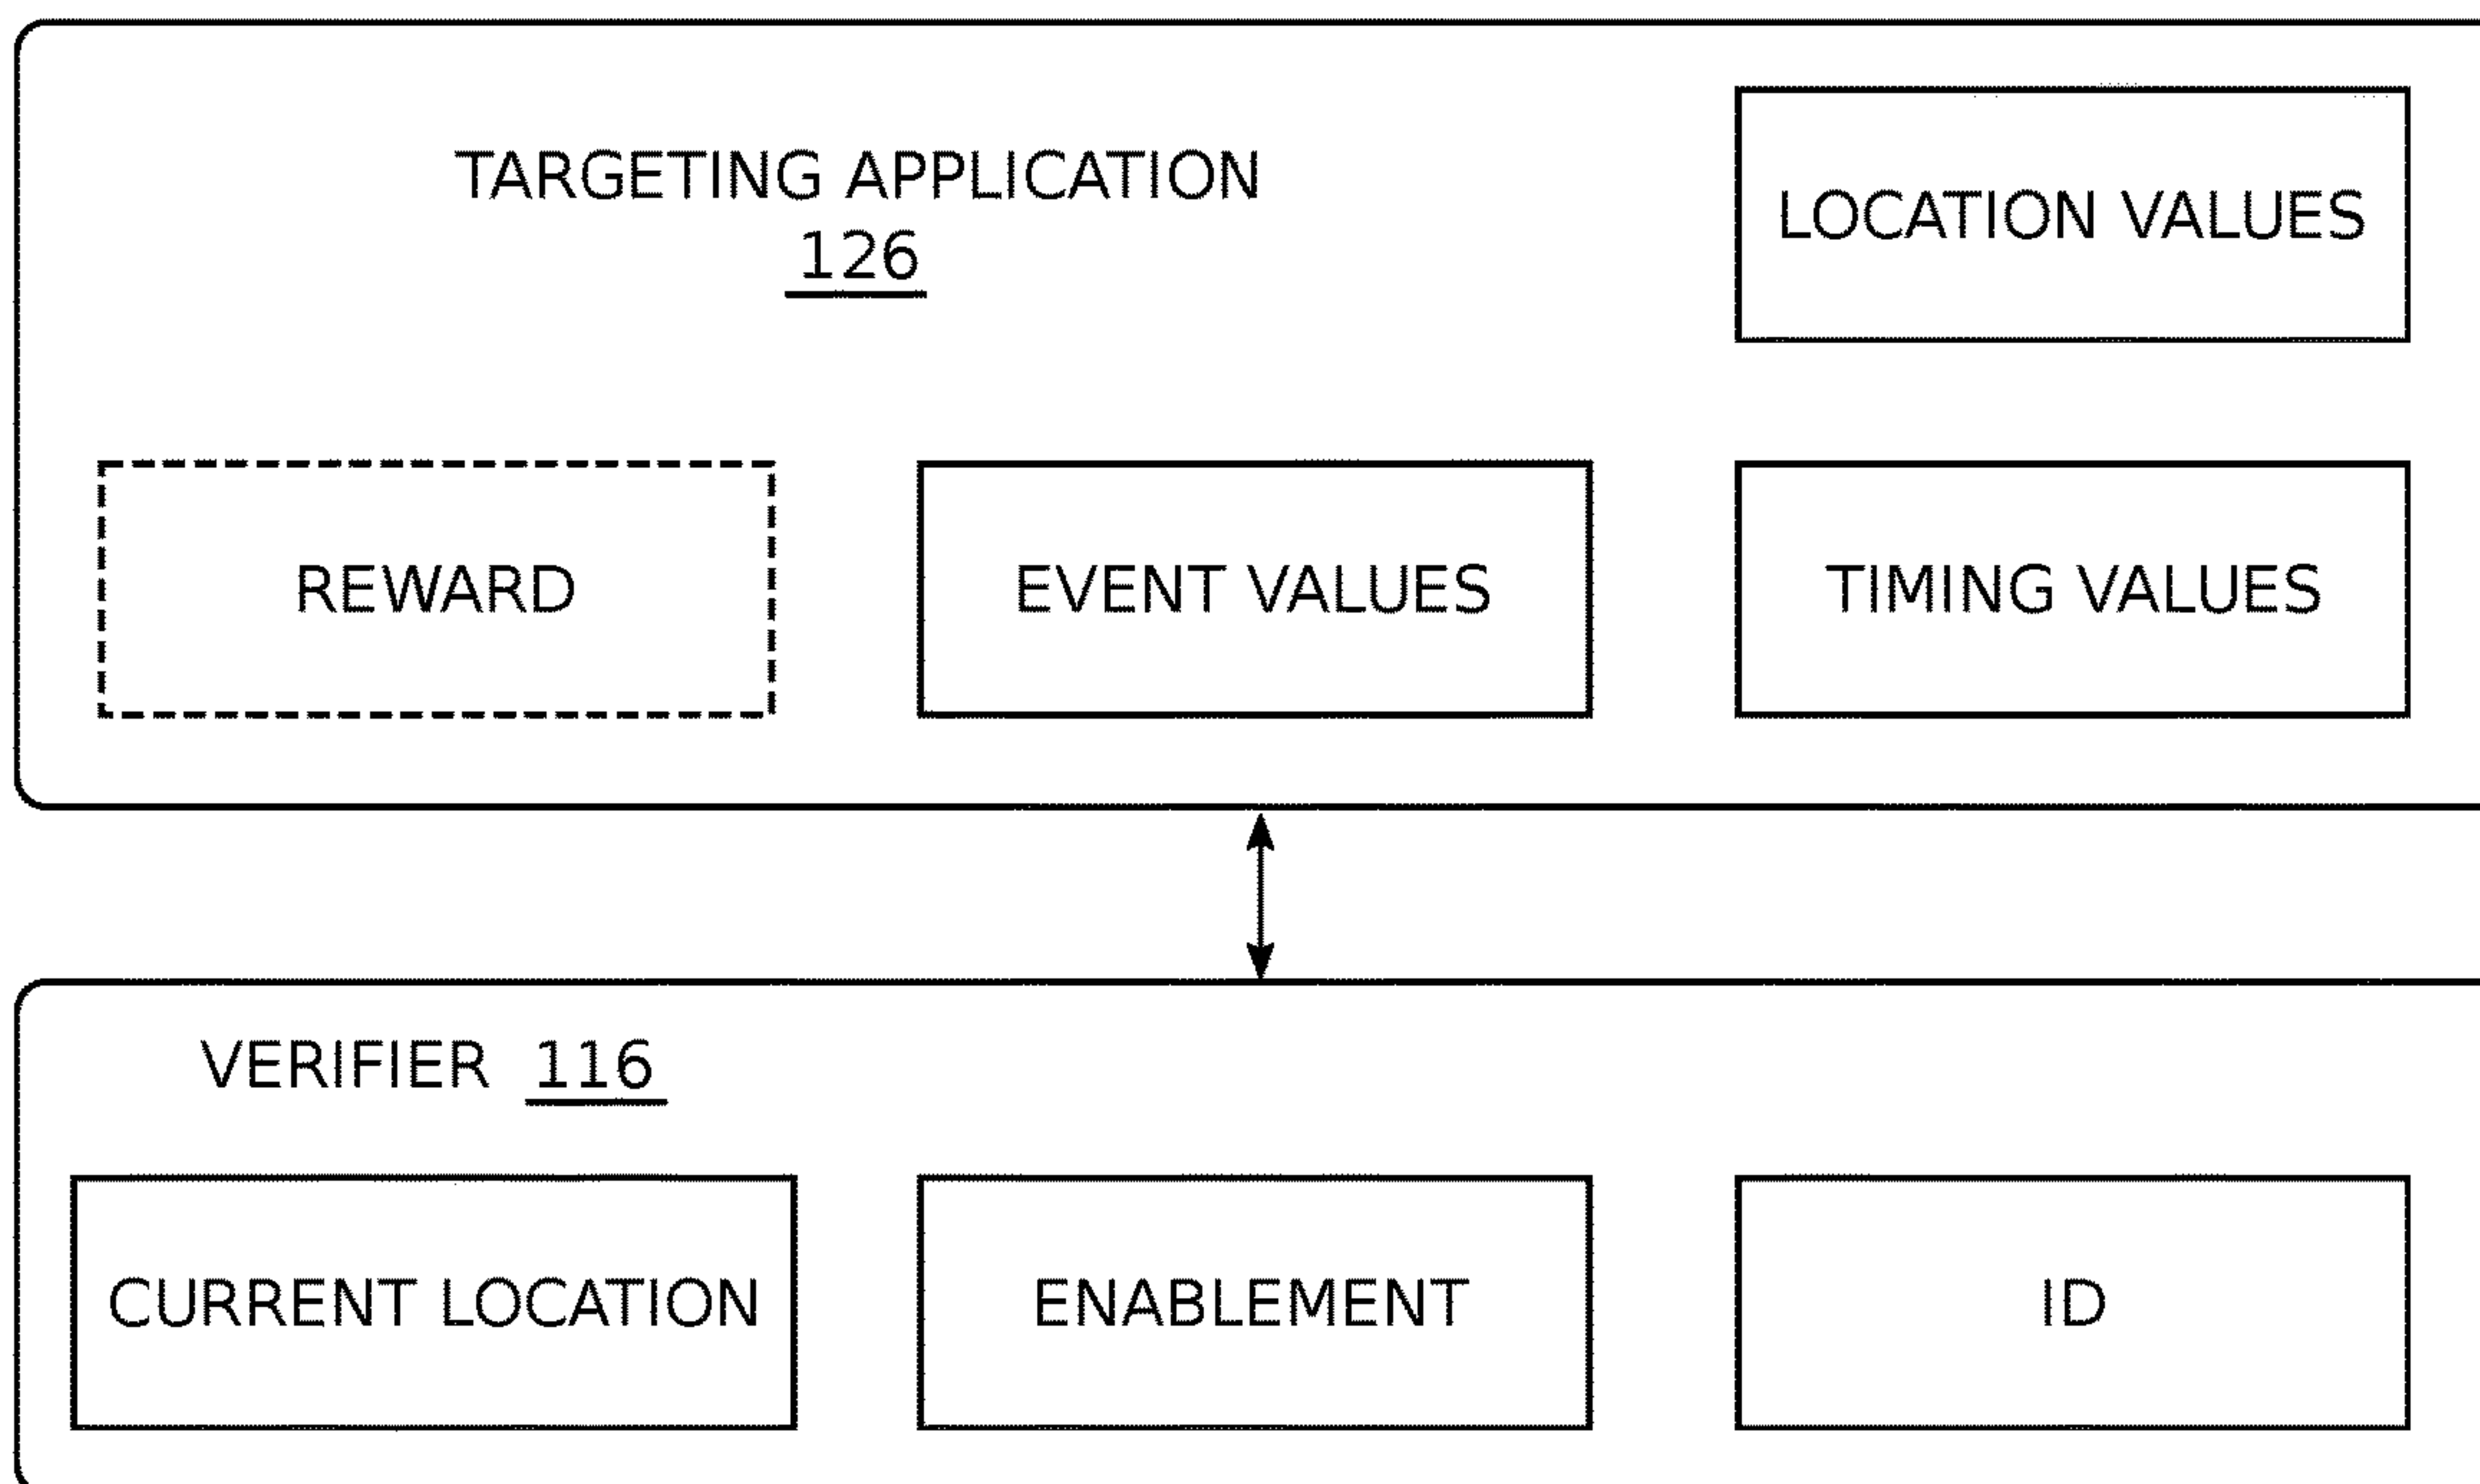 TARGETING APPLICATION
126
LOCATION VALUES
REWARD
EVENT VALUES
TIMING VALUES
VERIFIER 116
CURRENT LOCATION
ENABLEMENT
ID